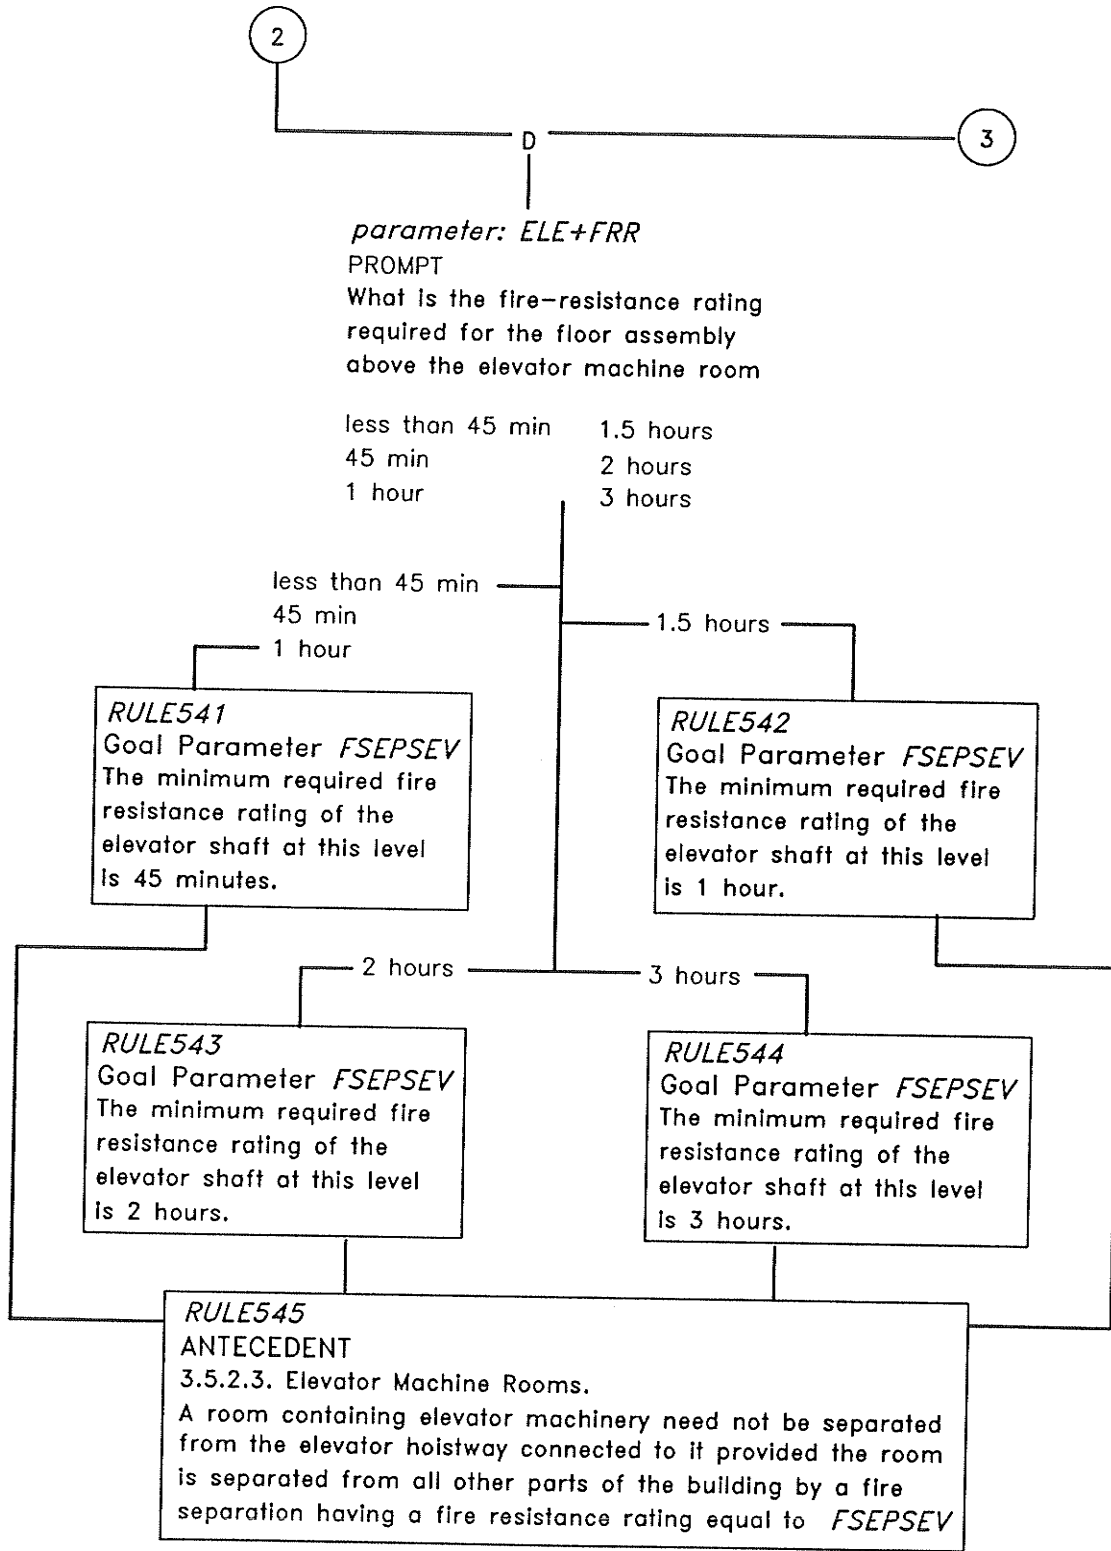 2
D
3
parameter: ELE+FRR
PROMPT
What is the fire-resistance rating
required for the floor assembly
above the elevator machine room
less than 45 min 1.5 hours
45 min 2 hours
1 hour 3 hours
less than 45 min
45 min
1 hour
1.5 hours
RULE541
Goal Parameter FSEPSEV
The minimum required fire
resistance rating of the
elevator shaft at this level
is 45 minutes.
RULE542
Goal Parameter FSEPSEV
The minimum required fire
resistance rating of the
elevator shaft at this level
is 1 hour.
2 hours
3 hours
RULE543
Goal Parameter FSEPSEV
The minimum required fire
resistance rating of the
elevator shaft at this level
is 2 hours.
RULE544
Goal Parameter FSEPSEV
The minimum required fire
resistance rating of the
elevator shaft at this level
is 3 hours.
RULE545
ANTECEDENT
3.5.2.3. Elevator Machine Rooms.
A room containing elevator machinery need not be separated
from the elevator hoistway connected to it provided the room
is separated from all other parts of the building by a fire
separation having a fire resistance rating equal to FSEPSEV